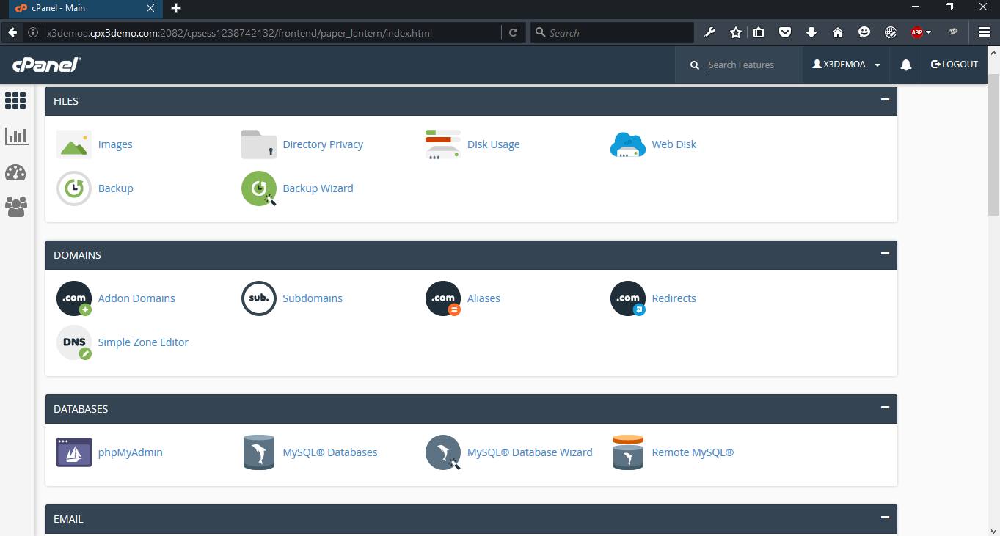 cP cPanel - Main
x3demoa.cpx3demo.com:2082/cpsess1238742132/frontend/paper_lantern/index.html
Search
ABP
cPanel®
Search Features
X3DEMOA
LOGOUT
FILES
Images
Directory Privacy
Disk Usage
Web Disk
Backup
Backup Wizard
DOMAINS
.com Addon Domains
sub. Subdomains
.com Aliases
.com Redirects
DNS Simple Zone Editor
DATABASES
phpMyAdmin
MySQL® Databases
MySQL® Database Wizard
Remote MySQL®
EMAIL